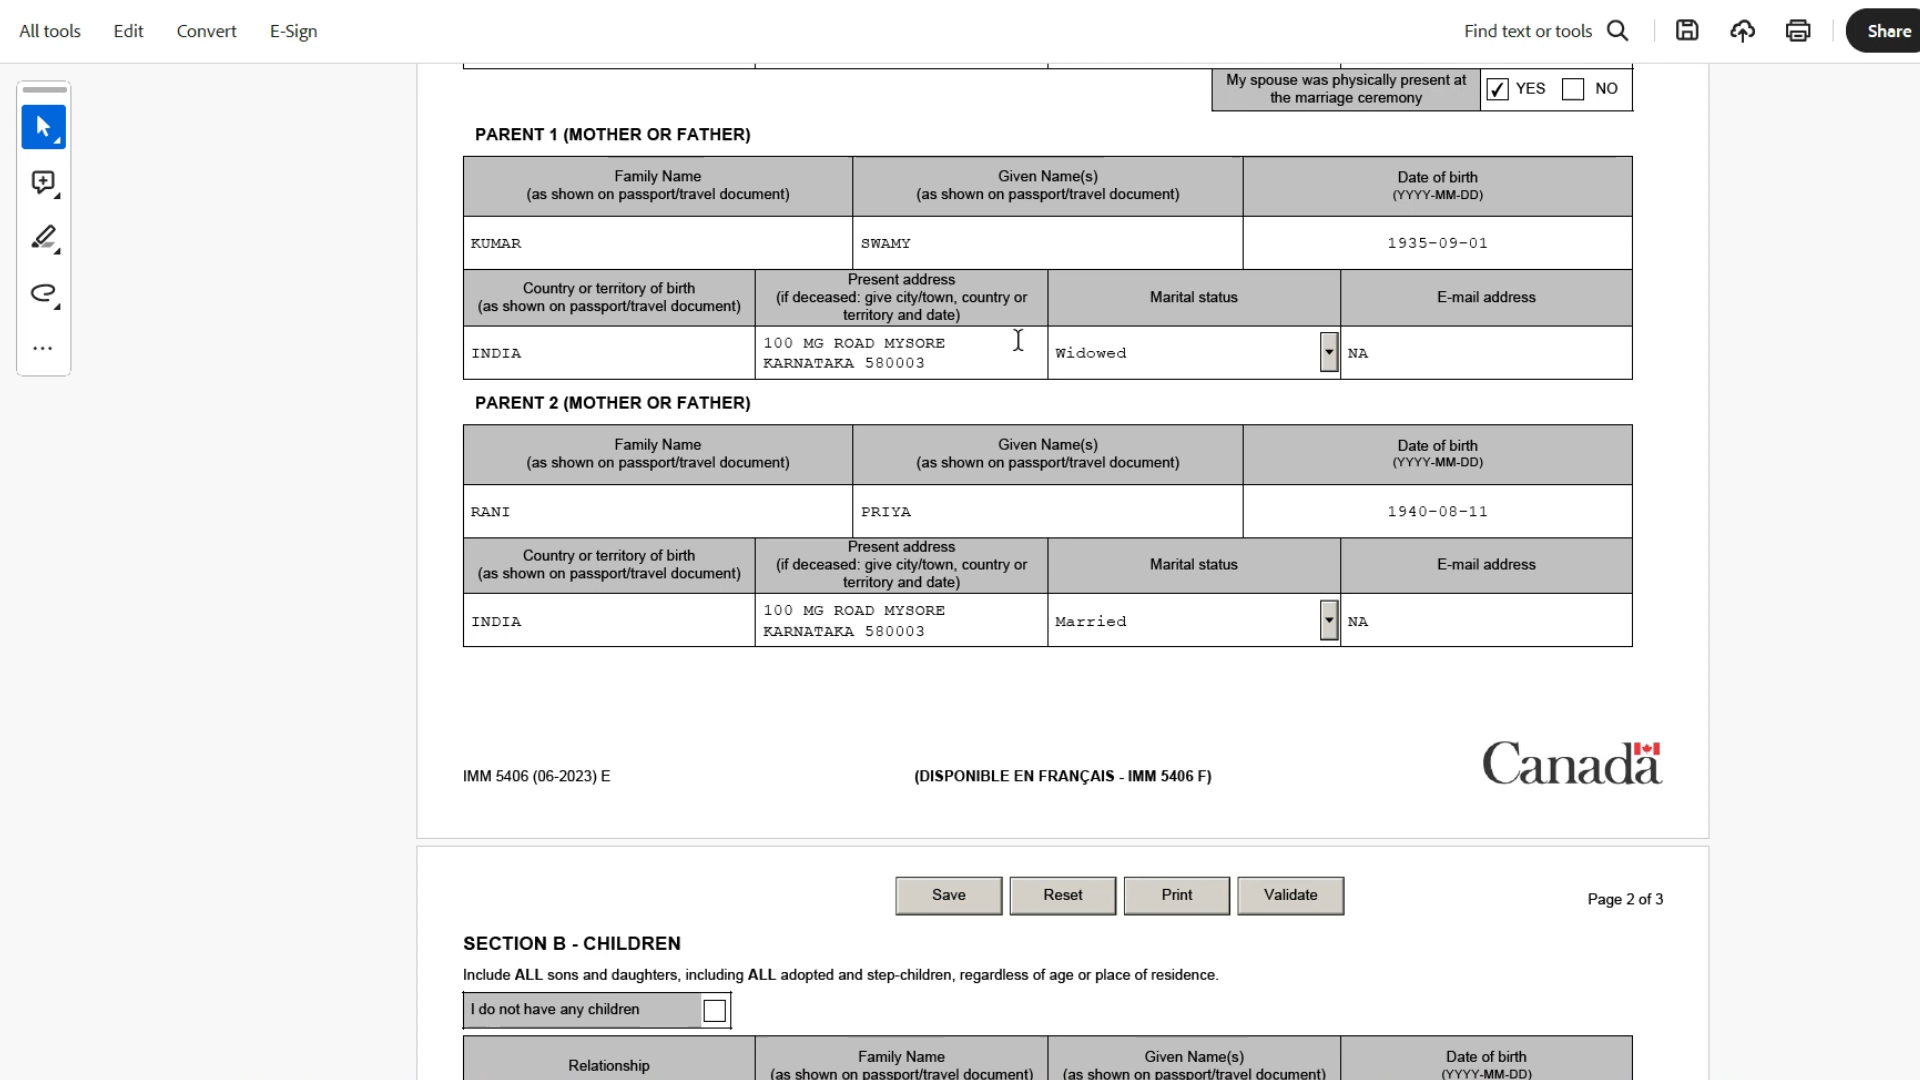 All tools
Edit
Convert
E-Sign
Find text or tools
Share
My spouse was physically present at
the marriage ceremony
YES
NO
PARENT 1 (MOTHER OR FATHER)
Family Name
(as shown on passport/travel document)
Given Name(s)
(as shown on passport/travel document)
Date of birth
(YYYY-MM-DD)
KUMAR
SWAMY
1935-09-01
Country or territory of birth
(as shown on passport/travel document)
Present address
(if deceased: give city/town, country or
territory and date)
Marital status
E-mail address
INDIA
100 MG ROAD MYSORE
KARNATAKA 580003
Widowed
NA
PARENT 2 (MOTHER OR FATHER)
Family Name
(as shown on passport/travel document)
Given Name(s)
(as shown on passport/travel document)
Date of birth
(YYYY-MM-DD)
RANI
PRIYA
1940-08-11
Country or territory of birth
(as shown on passport/travel document)
Present address
(if deceased: give city/town, country or
territory and date)
Marital status
E-mail address
INDIA
100 MG ROAD MYSORE
KARNATAKA 580003
Married
NA
IMM 5406 (06-2023) E
(DISPONIBLE EN FRANÇAIS - IMM 5406 F)
Canada
Save
Reset
Print
Validate
Page 2 of 3
SECTION B - CHILDREN
Include ALL sons and daughters, including ALL adopted and step-children, regardless of age or place of residence.
I do not have any children
Relationship
Family Name
(as shown on passport/travel document)
Given Name(s)
(as shown on passport/travel document)
Date of birth
(YYYY-MM-DD)